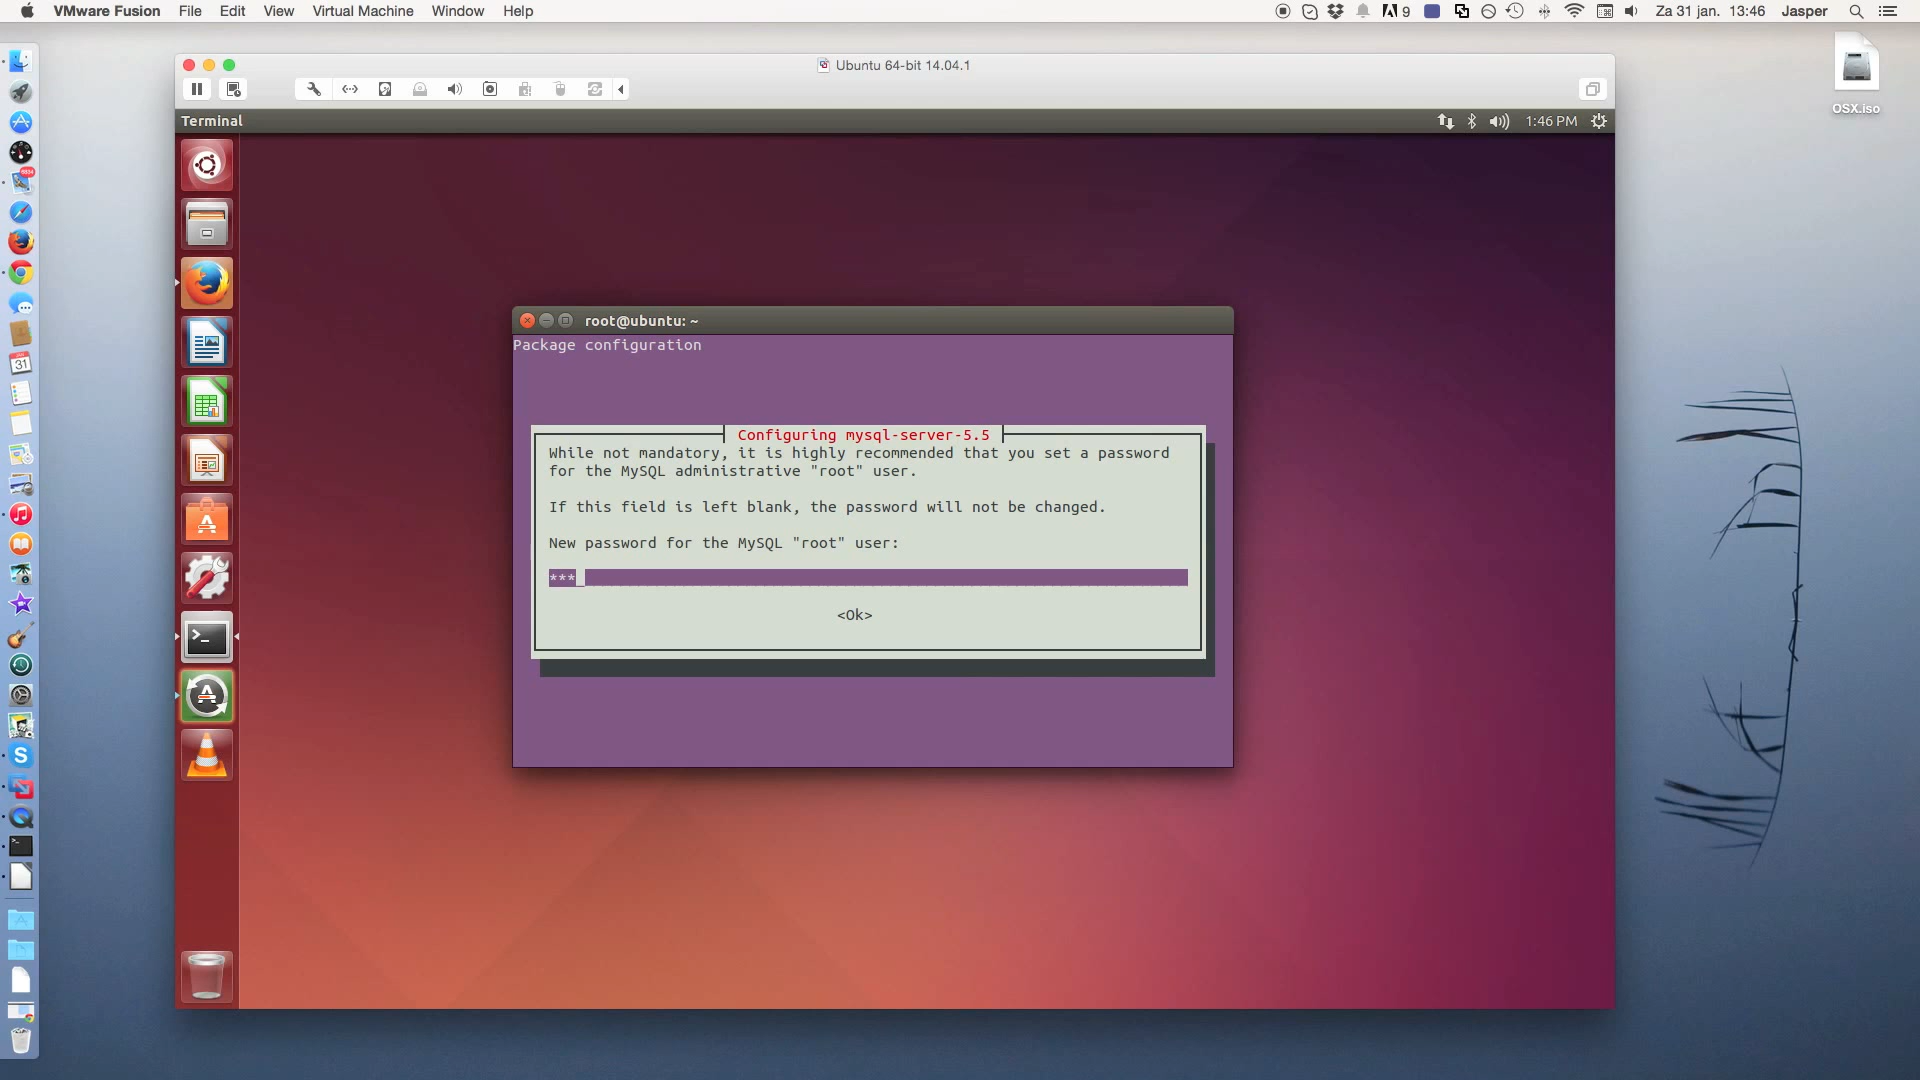 VMware Fusion File Edit View Virtual Machine Window Help
9 Za 31 jan. 13:46 Jasper
Ubuntu 64-bit 14.04.1
OSX.iso
Terminal
1:46 PM
root@ubuntu: ~
Package configuration
Configuring mysql-server-5.5
While not mandatory, it is highly recommended that you set a password
for the MySQL administrative "root" user.
If this field is left blank, the password will not be changed.
New password for the MySQL "root" user:
***_
<Ok>
31